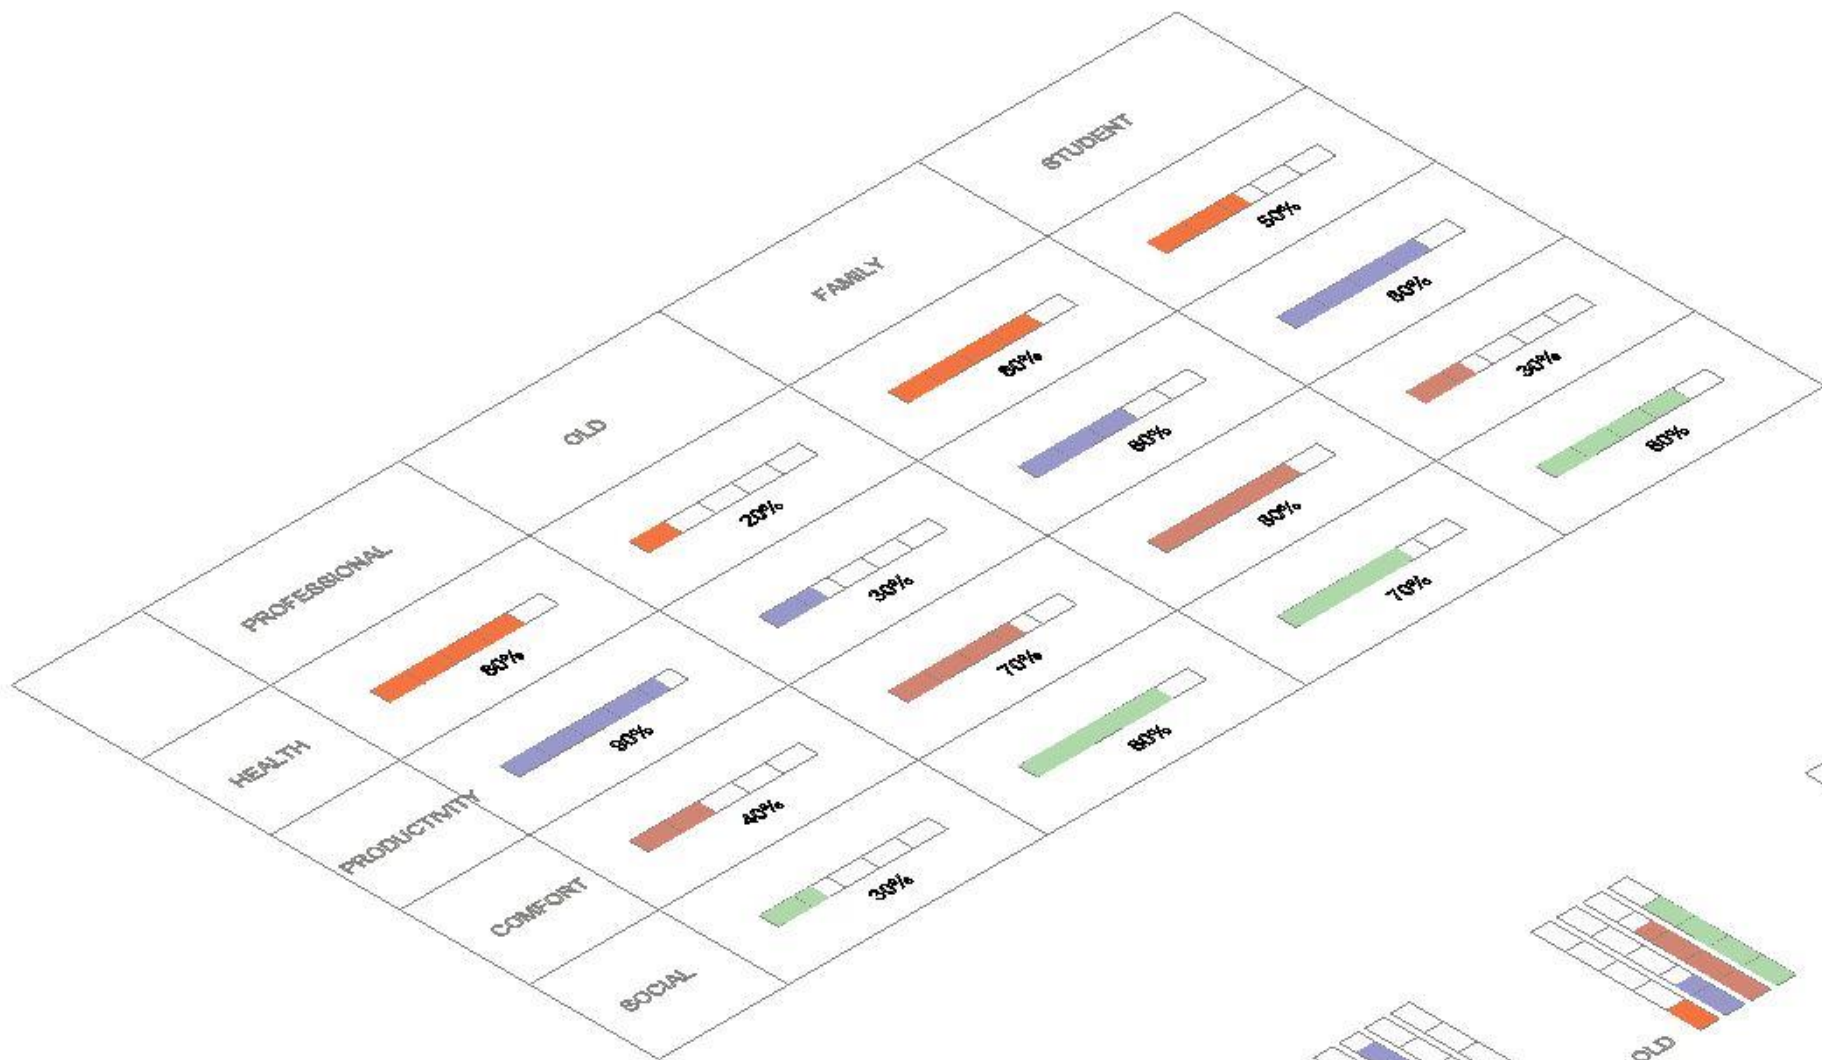 PROFESSIONAL
OLD
FAMILY
STUDENT
HEALTH
80%
20%
80%
50%
PRODUCTIVITY
90%
30%
60%
80%
COMFORT
40%
70%
80%
30%
SOCIAL
30%
80%
70%
80%
OLD